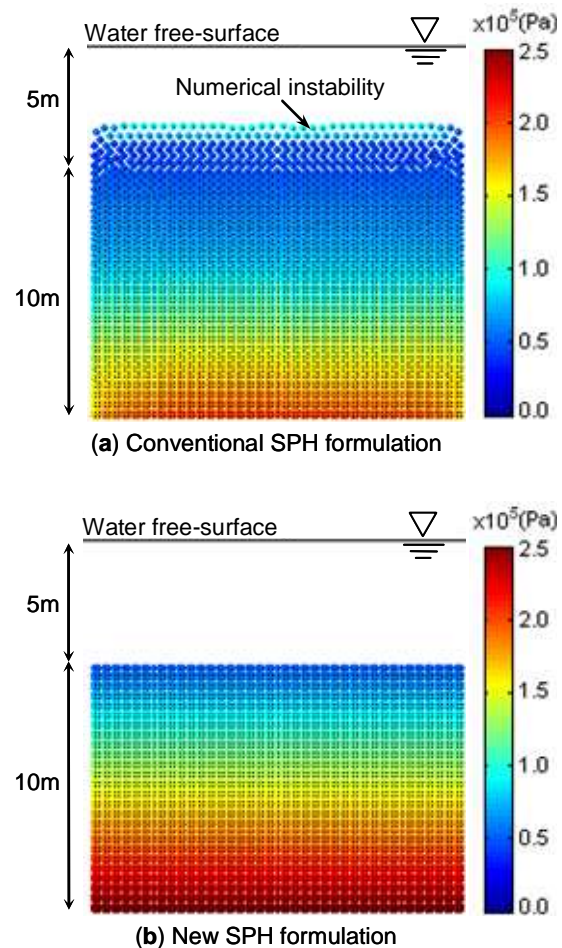 x10⁵(Pa)
Water free-surface
2.5
5m
Numerical instability
2.0
1.5
10m
1.0
0.5
0.0
(a) Conventional SPH formulation
x10⁵(Pa)
Water free-surface
2.5
5m
2.0
1.5
10m
1.0
0.5
0.0
(b) New SPH formulation